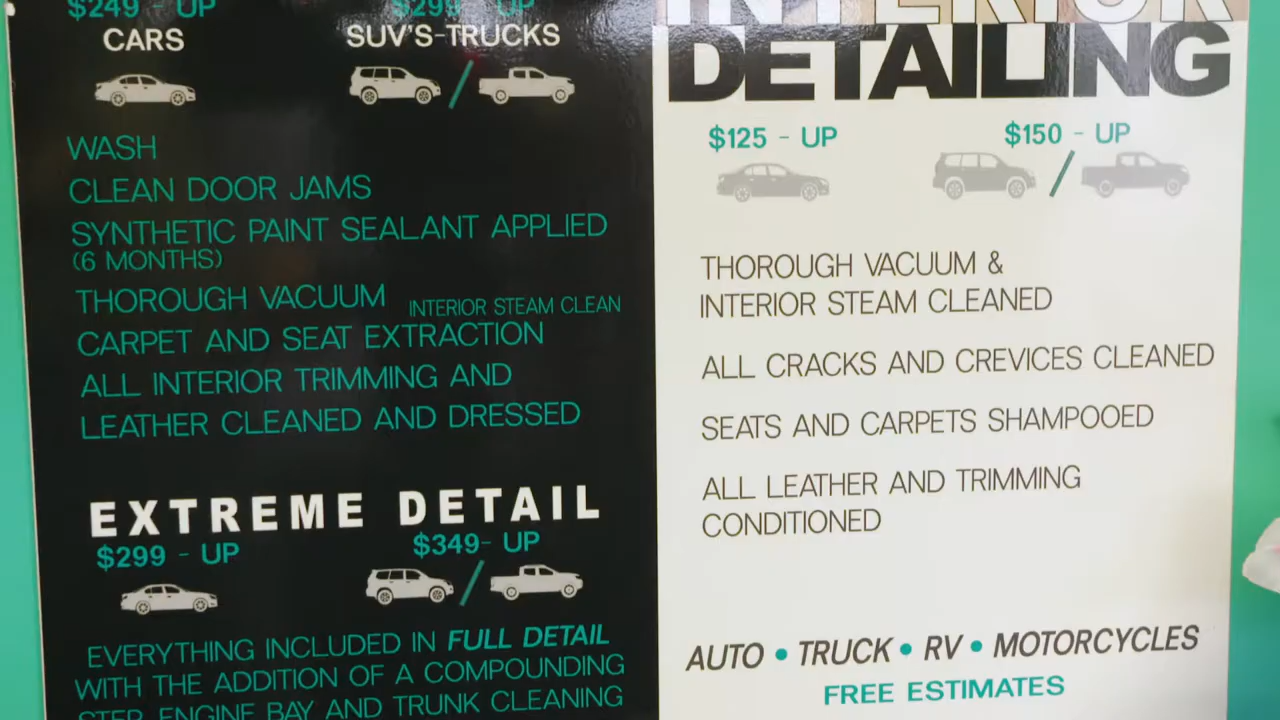 $249 - UP
$299 - UP
CARS
SUV'S-TRUCKS
WASH
CLEAN DOOR JAMS
SYNTHETIC PAINT SEALANT APPLIED
(6 MONTHS)
THOROUGH VACUUM INTERIOR STEAM CLEAN
CARPET AND SEAT EXTRACTION
ALL INTERIOR TRIMMING AND
LEATHER CLEANED AND DRESSED
EXTREME DETAIL
$299 - UP
$349- UP
EVERYTHING INCLUDED IN FULL DETAIL
WITH THE ADDITION OF A COMPOUNDING
STEP, ENGINE BAY AND TRUNK CLEANING
INTERIOR
DETAILING
$125 - UP
$150 - UP
THOROUGH VACUUM &
INTERIOR STEAM CLEANED
ALL CRACKS AND CREVICES CLEANED
SEATS AND CARPETS SHAMPOOED
ALL LEATHER AND TRIMMING
CONDITIONED
AUTO • TRUCK • RV • MOTORCYCLES
FREE ESTIMATES